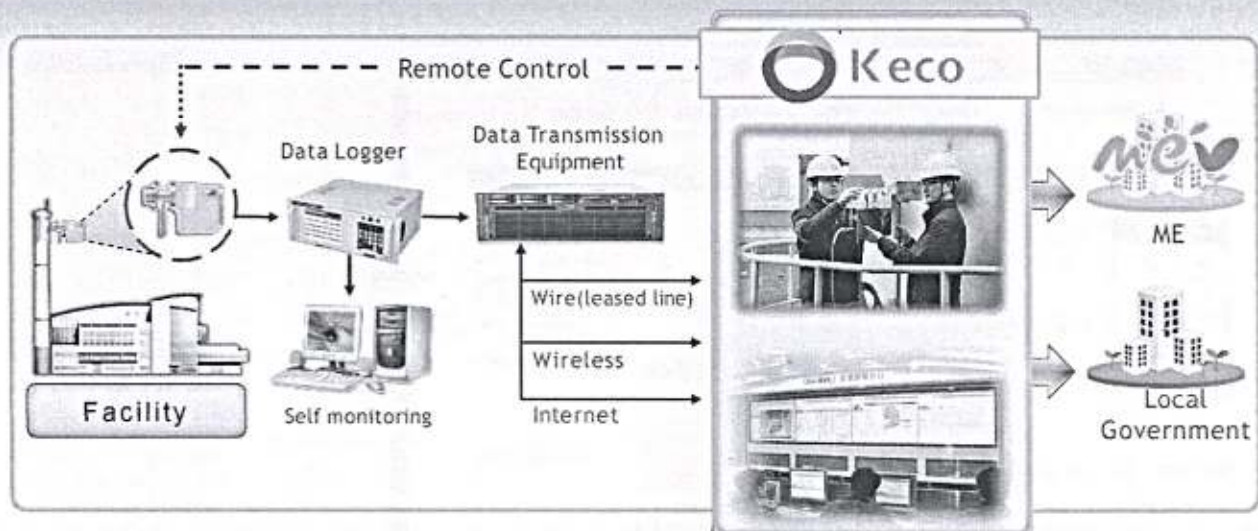 Remote Control
Keco
Data Logger
Data Transmission
Equipment
mev
ME
Wire(leased line)
Wireless
Internet
Self monitoring
Facility
Local
Government